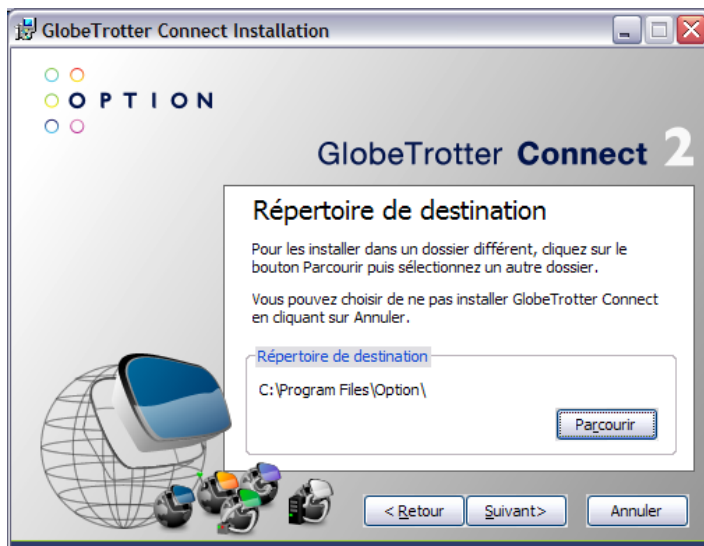 GlobeTrotter Connect Installation
OPTION
GlobeTrotter Connect 2
Répertoire de destination
Pour les installer dans un dossier différent, cliquez sur le
bouton Parcourir puis sélectionnez un autre dossier.
Vous pouvez choisir de ne pas installer GlobeTrotter Connect
en cliquant sur Annuler.
Répertoire de destination
C:\Program Files\Option\
Parcourir
< Retour Suivant> Annuler